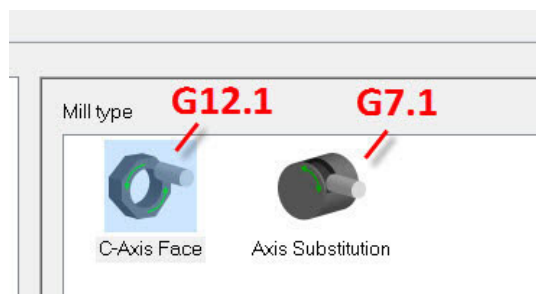 Mill type
G12.1
G7.1
C-Axis Face
Axis Substitution